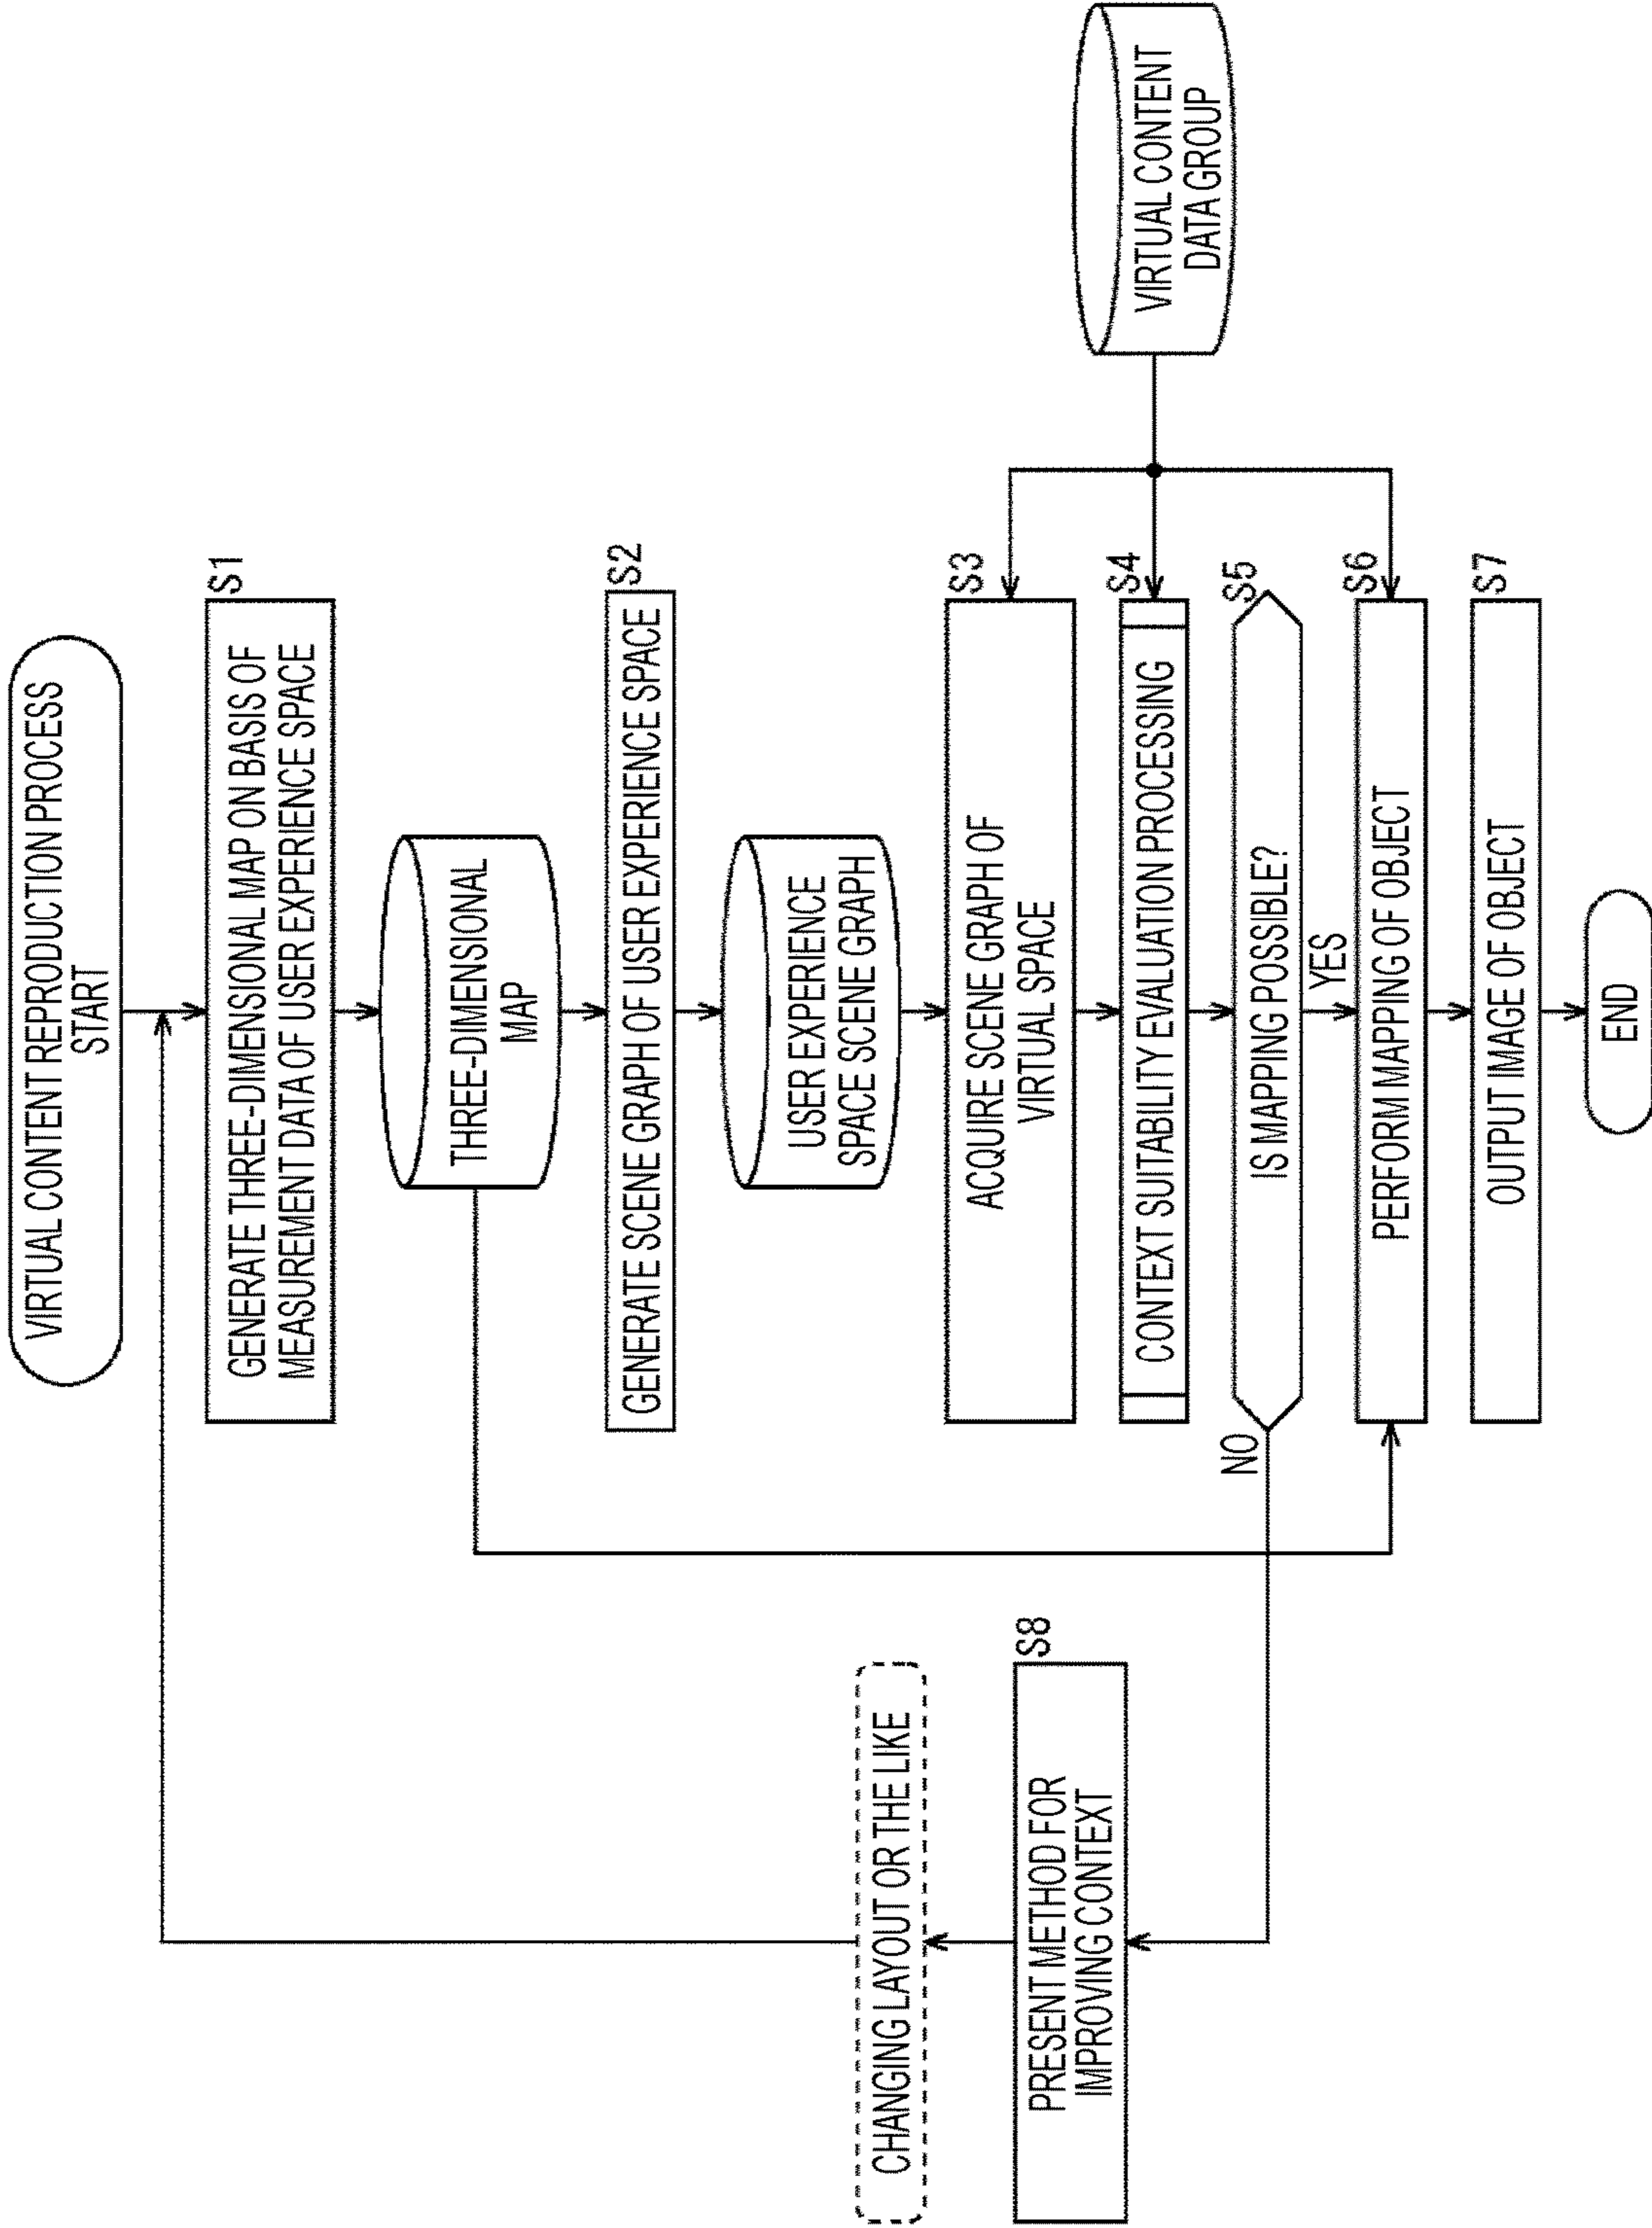 VIRTUAL CONTENT REPRODUCTION PROCESS
START
S1
GENERATE THREE-DIMENSIONAL MAP ON BASIS OF
MEASUREMENT DATA OF USER EXPERIENCE SPACE
THREE-DIMENSIONAL
MAP
S2
GENERATE SCENE GRAPH OF USER EXPERIENCE SPACE
USER EXPERIENCE
SPACE SCENE GRAPH
CHANGING LAYOUT OR THE LIKE
S3
ACQUIRE SCENE GRAPH OF
VIRTUAL SPACE
S8
PRESENT METHOD FOR
IMPROVING CONTEXT
VIRTUAL CONTENT
DATA GROUP
S4
CONTEXT SUITABILITY EVALUATION PROCESSING
S5
IS MAPPING POSSIBLE?
NO
YES
S6
PERFORM MAPPING OF OBJECT
S7
OUTPUT IMAGE OF OBJECT
END